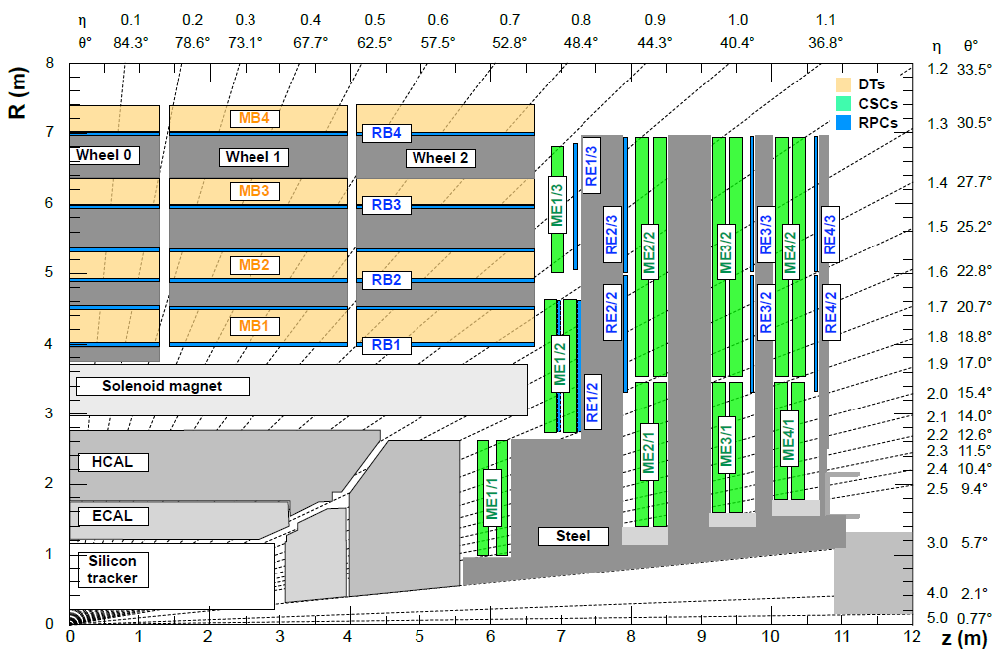 η 0.1 0.2 0.3 0.4 0.5 0.6 0.7 0.8 0.9 1.0 1.1
θ° 84.3° 78.6° 73.1° 67.7° 62.5° 57.5° 52.8° 48.4° 44.3° 40.4° 36.8° η θ°
R (m)
8
7
6
5
4
3
2
1
0
1.2 33.5°
1.3 30.5°
1.4 27.7°
1.5 25.2°
1.6 22.8°
1.7 20.7°
1.8 18.8°
1.9 17.0°
2.0 15.4°
2.1 14.0°
2.2 12.6°
2.3 11.5°
2.4 10.4°
2.5 9.4°
3.0 5.7°
4.0 2.1°
5.0 0.77°
DTs
CSCs
RPCs
MB4
RB4
Wheel 0
Wheel 1
Wheel 2
MB3
RB3
MB2
RB2
MB1
RB1
Solenoid magnet
HCAL
ECAL
Silicon
tracker
Steel
ME1/1
ME1/2
ME1/3
RE1/3
RE1/2
RE2/3
RE2/2
ME2/2
ME2/1
ME3/2
ME3/1
RE3/3
RE3/2
ME4/2
ME4/1
RE4/3
RE4/2
0 1 2 3 4 5 6 7 8 9 10 11 12
z (m)